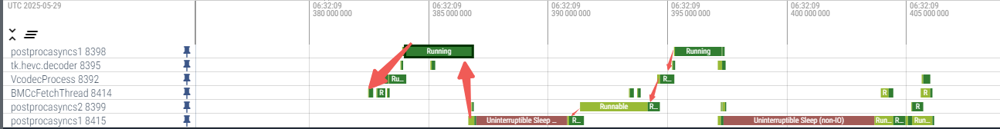 UTC 2025-05-29
06:32:09 06:32:09 06:32:09 06:32:09 06:32:09 06:32:09
380 000 000 385 000 000 390 000 000 395 000 000 400 000 000 405 000 000
postprocasyncs1 8398 Running Running
tk.hevc.decoder 8395
VcodecProcess 8392 Ru... R...
BMCcFetchThread 8414 R R R
postprocasyncs2 8399 Runnable R... R
postprocasyncs1 8415 Uninterruptible Sleep ... R... Uninterruptible Sleep (non-IO) Run... R... Run...